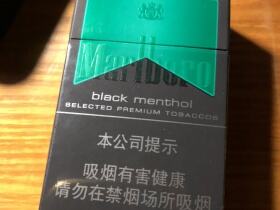 Marlboro
black menthol
SELECTED PREMIUM TOBACCOS
本公司提示
吸烟有害健康
请勿在禁烟场所吸烟